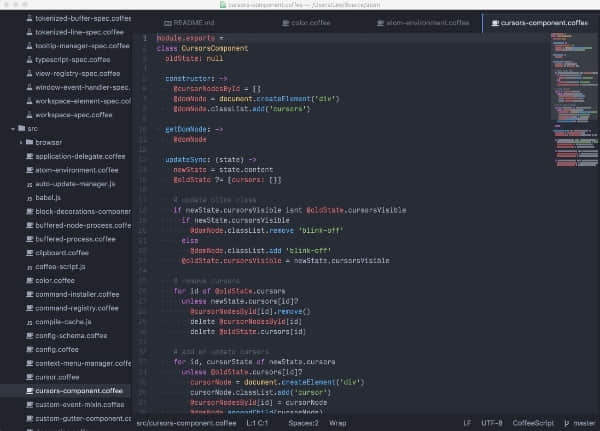 cursors-component.coffee
tokenized-buffer-spec.coffee
tokenized-line-spec.coffee
tooltip-manager-spec.coffee
typescript-spec.coffee
view-registry-spec.coffee
window-event-handler-spec.
workspace-element-spec.cof
workspace-spec.coffee
src
browser
application-delegate.coffee
atom-environment.coffee
auto-update-manager.js
babel.js
block-decorations-componen
buffered-node-process.coffe
buffered-process.coffee
clipboard.coffee
coffee-script.js
color.coffee
command-installer.coffee
command-registry.coffee
compile-cache.js
config-schema.coffee
config.coffee
context-menu-manager.coffe
cursor.coffee
cursors-component.coffee
custom-event-mixin.coffee
custom-gutter-component.co
README.md
color.coffee
atom-environment.coffee
cursors-component.coffee
module.exports =
class CursorsComponent
oldState: null
constructor: ->
@cursorNodesById = {}
@domNode = document.createElement('div')
@domNode.classList.add('cursors')
getDomNode: ->
@domNode
updateSync: (state) ->
newState = state.content
@oldState ?= {cursors: {}}
# update blink class
if newState.cursorsVisible isnt @oldState.cursorsVisible
if newState.cursorsVisible
@domNode.classList.remove 'blink-off'
else
@domNode.classList.add 'blink-off'
@oldState.cursorsVisible = newState.cursorsVisible
# remove cursors
for id of @oldState.cursors
unless newState.cursors[id]?
@cursorNodesById[id].remove()
delete @cursorNodesById[id]
delete @oldState.cursors[id]
# add or update cursors
for id, cursorState of newState.cursors
unless @oldState.cursors[id]?
cursorNode = document.createElement('div')
cursorNode.classList.add('cursor')
@cursorNodesById[id] = cursorNode
@domNode.appendChild(cursorNode)
src/cursors-component.coffee L:1 C:1 Spaces:2 Wrap LF UTF-8 CoffeeScript master